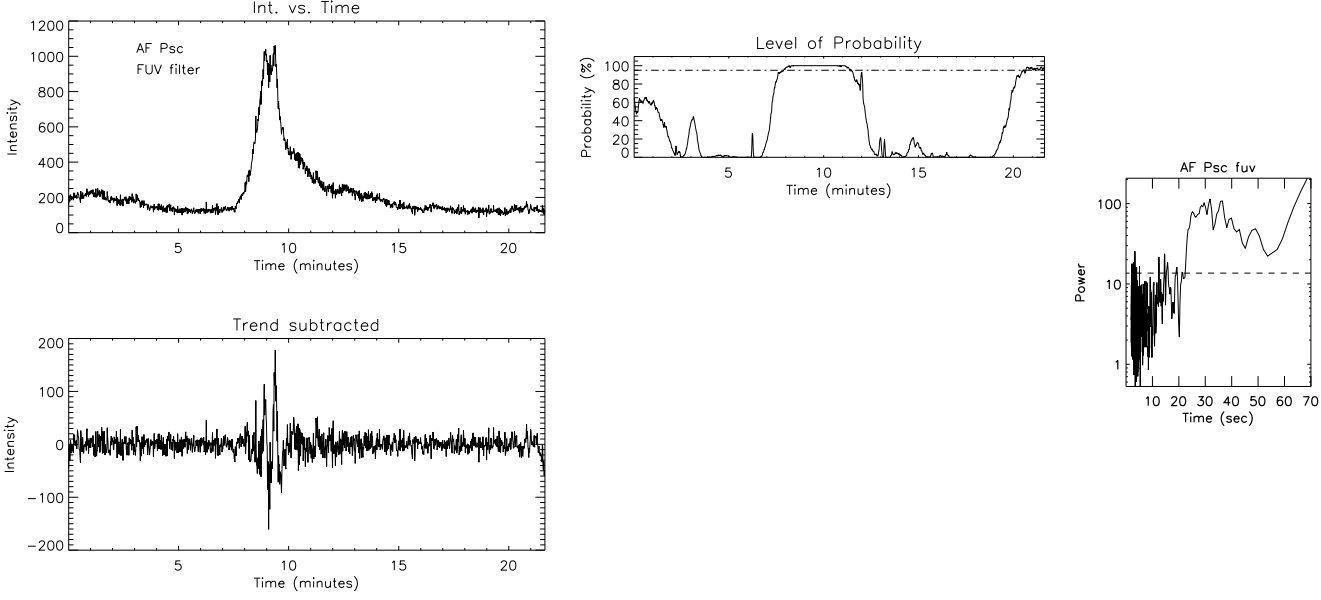 Int. vs. Time
1200
1000
800
600
400
200
0
Intensity
AF Psc
FUV filter
5 10 15 20
Time (minutes)
Trend subtracted
200
100
0
−100
−200
Intensity
5 10 15 20
Time (minutes)
Level of Probability
100
80
60
40
20
0
Probability (%)
5 10 15 20
Time (minutes)
AF Psc fuv
100
10
1
Power
10 20 30 40 50 60 70
Time (sec)